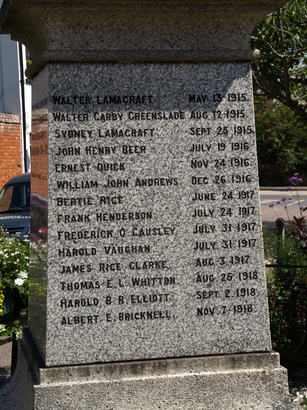 WALTER LAMACRAFT MAY 13 1915.
WALTER CARBY GREENSLADE AUG 12 1915.
SYDNEY LAMACRAFT SEPT 25 1915.
JOHN HENRY BEER JULY 19 1916
ERNEST QUICK NOV 24 1916.
WILLIAM JOHN ANDREWS DEC 26 1916
BERTIE RICE JUNE 24 1917.
FRANK HENDERSON JULY 24 1917.
FREDERICK O CAUSLEY JULY 31 1917
HAROLD VAUGHAN JULY 31 1917
JAMES RICE CLARKE AUG 3 1917.
THOMAS E. L. WHITTON AUG 25 1918
HAROLD B. R. ELLIOTT SEPT 2 1918
ALBERT E. BRICKNELL NOV 7 1918